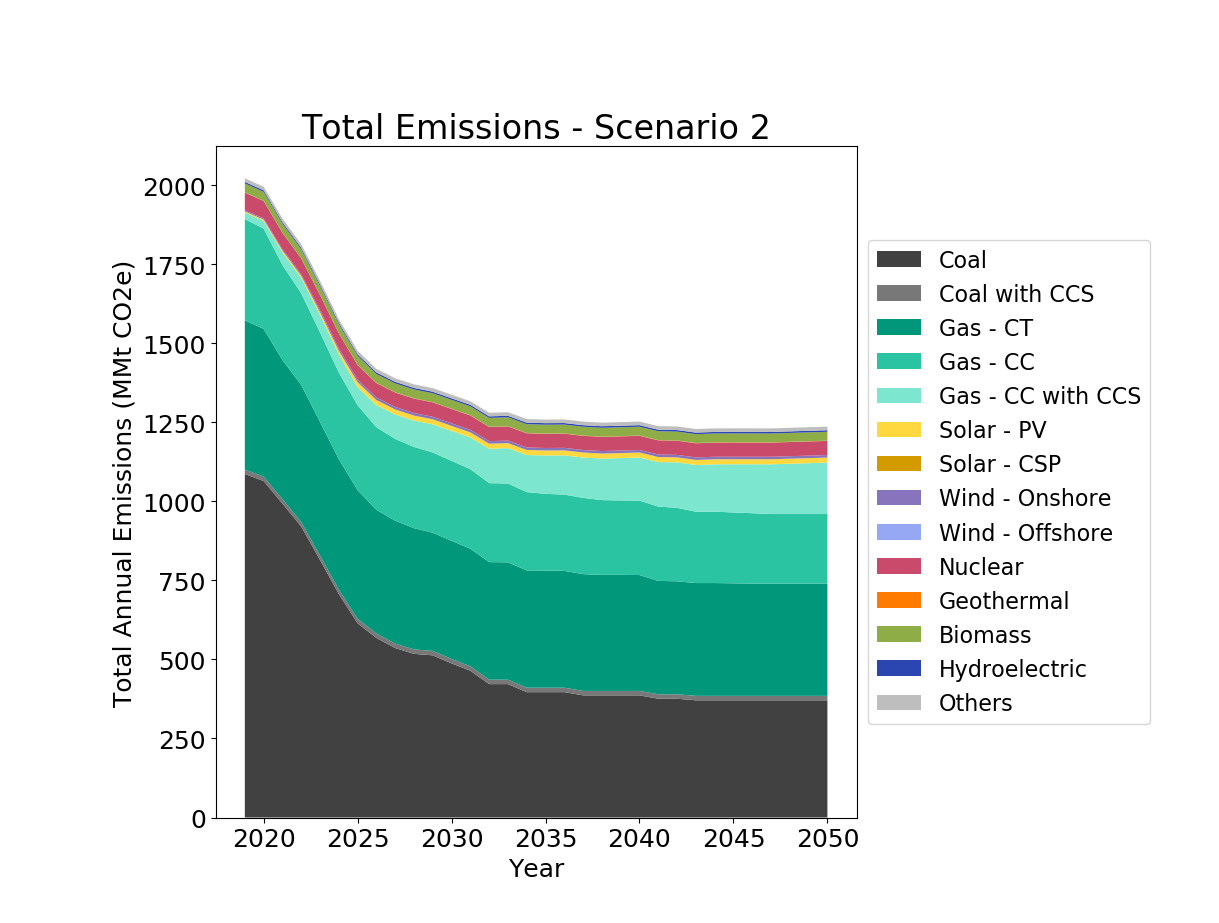 Total Emissions - Scenario 2
Total Annual Emissions (MMt CO2e)
2000
1750
1500
1250
1000
750
500
250
0
2020 2025 2030 2035 2040 2045 2050
Year
Coal
Coal with CCS
Gas - CT
Gas - CC
Gas - CC with CCS
Solar - PV
Solar - CSP
Wind - Onshore
Wind - Offshore
Nuclear
Geothermal
Biomass
Hydroelectric
Others